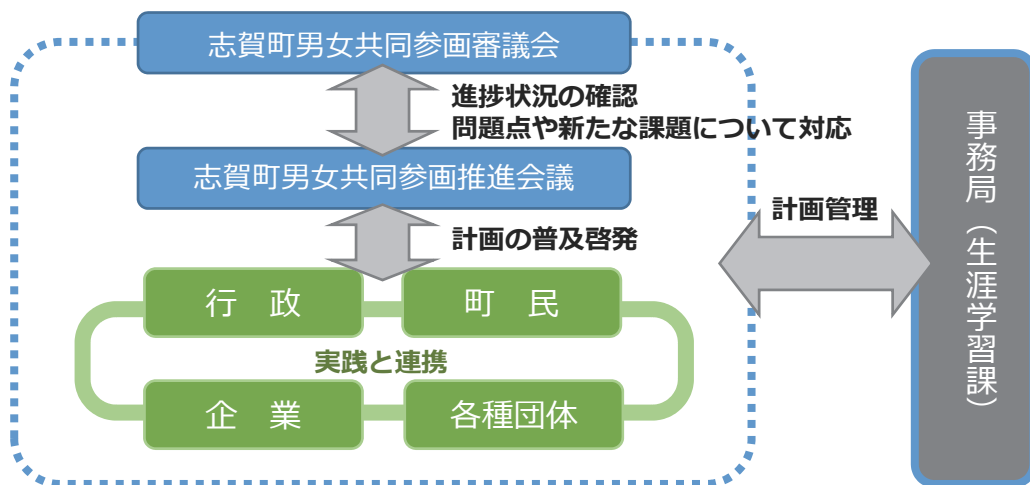 志賀町男女共同参画審議会
進捗状況の確認
問題点や新たな課題について対応
志賀町男女共同参画推進会議
計画の普及啓発
行　政
町　民
実践と連携
企　業
各種団体
計画管理
事務局（生涯学習課）